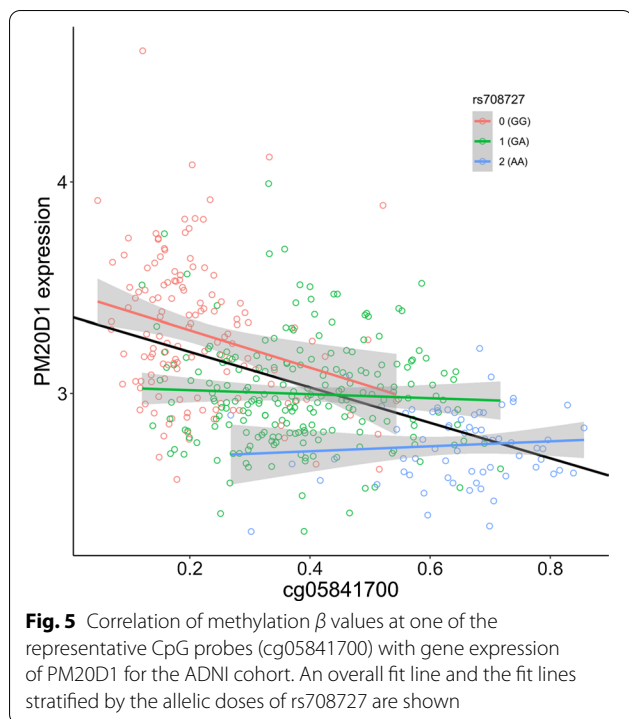 rs708727
0 (GG)
1 (GA)
2 (AA)
4
3
PM20D1 expression
0.2
0.4
0.6
0.8
cg05841700
Fig. 5 Correlation of methylation β values at one of the
representative CpG probes (cg05841700) with gene expression
of PM20D1 for the ADNI cohort. An overall fit line and the fit lines
stratified by the allelic doses of rs708727 are shown